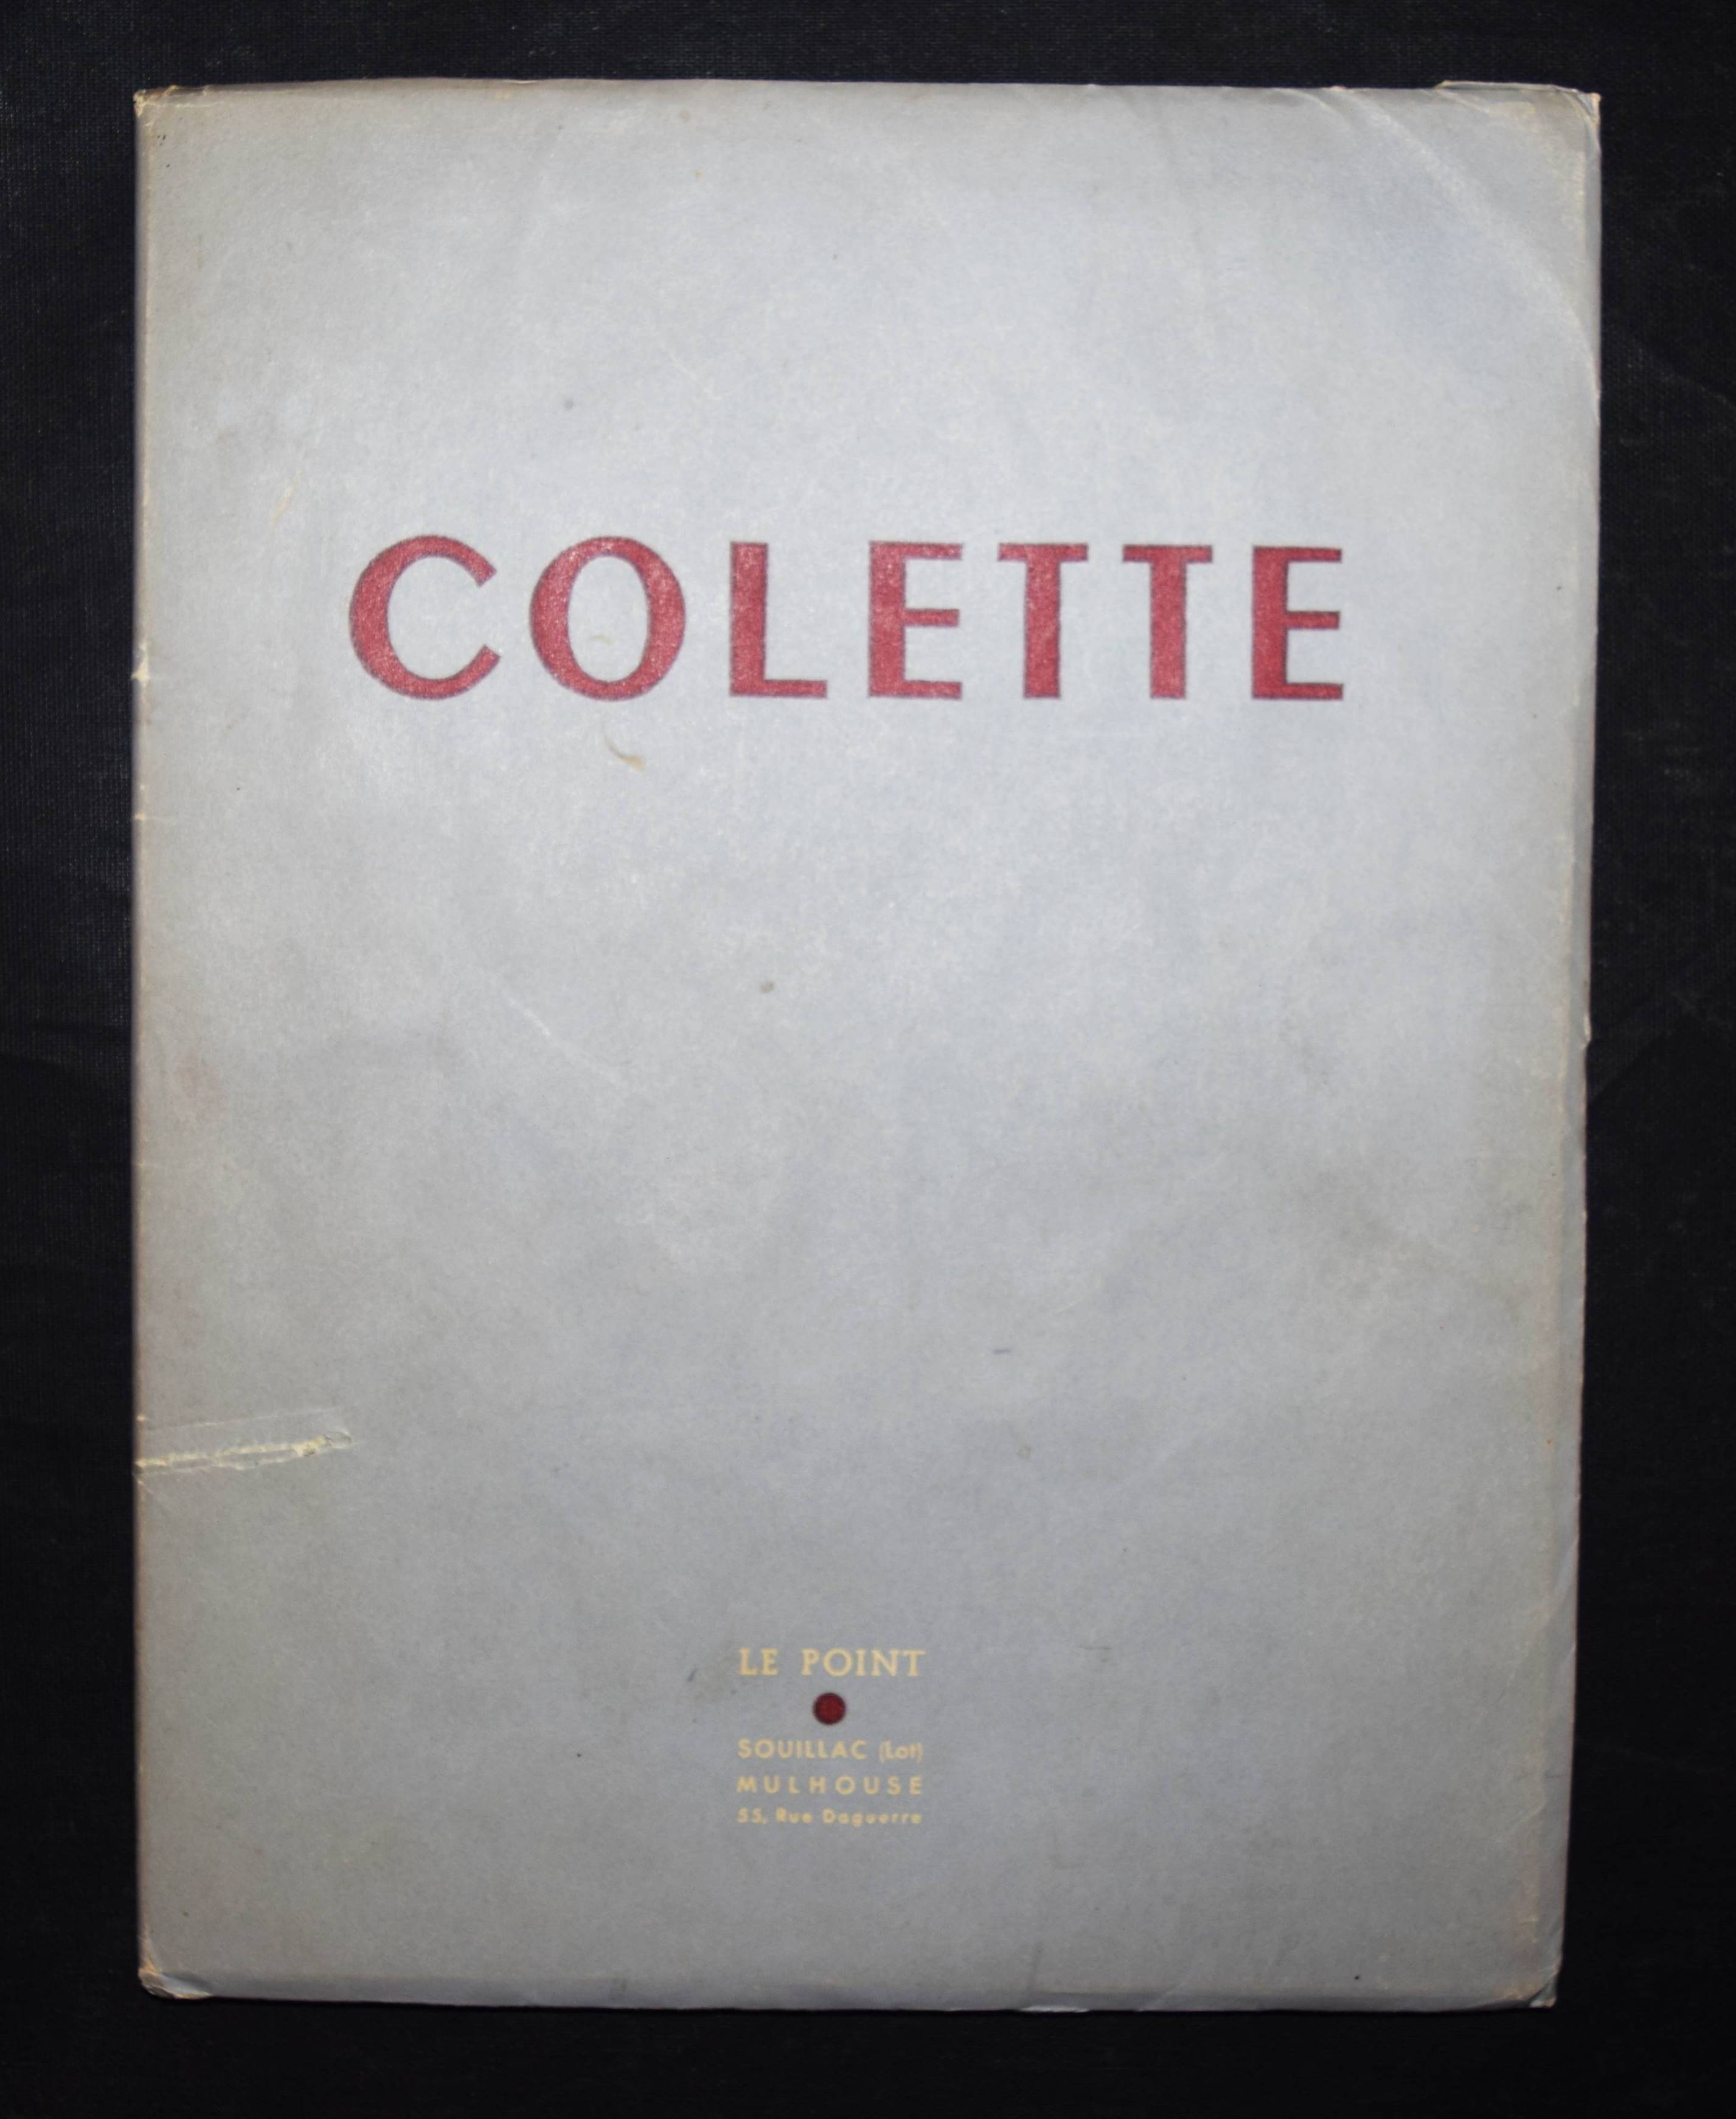 COLETTE
LE POINT
SOUILLAC (Lot)
MULHOUSE
55, Rue Daguerre